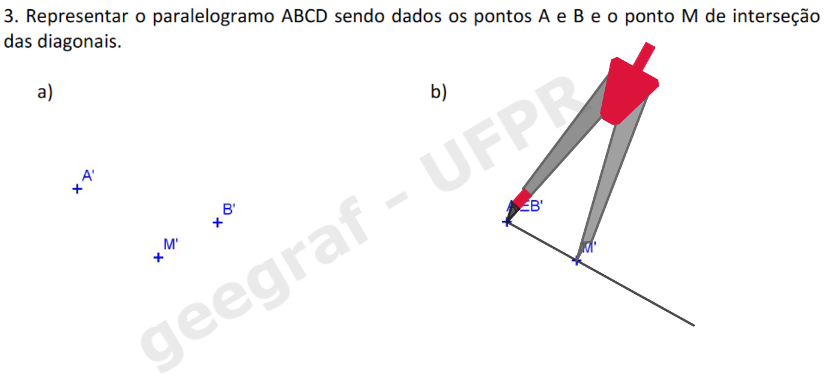 3. Representar o paralelogramo ABCD sendo dados os pontos A e B e o ponto M de interseção
das diagonais.
a)
b)
A'
B'
M'
geegraf - UFPR
≡B'
M'